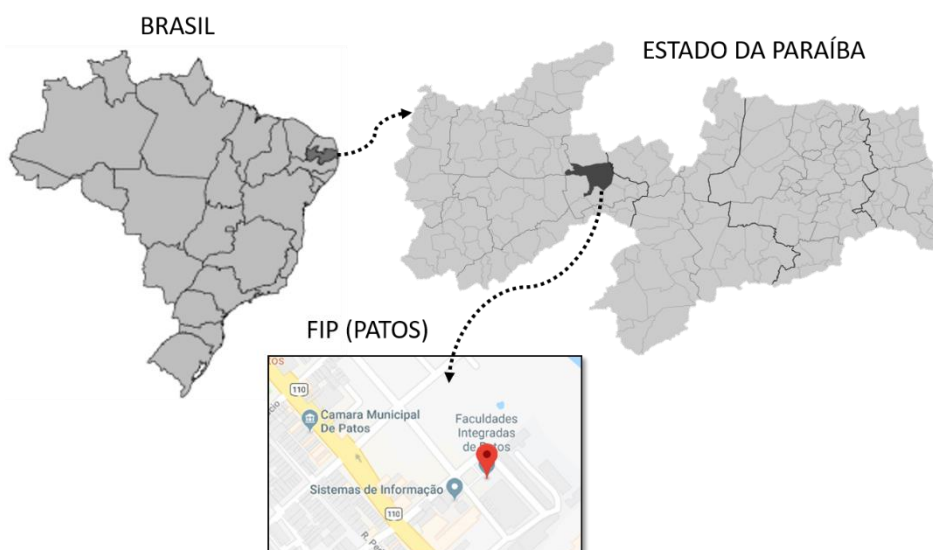 BRASIL
ESTADO DA PARAÍBA
FIP (PATOS)
OS
110
Camara Municipal
De Patos
Faculdades
Integradas
de Patos
Sistemas de Informação
110
R.